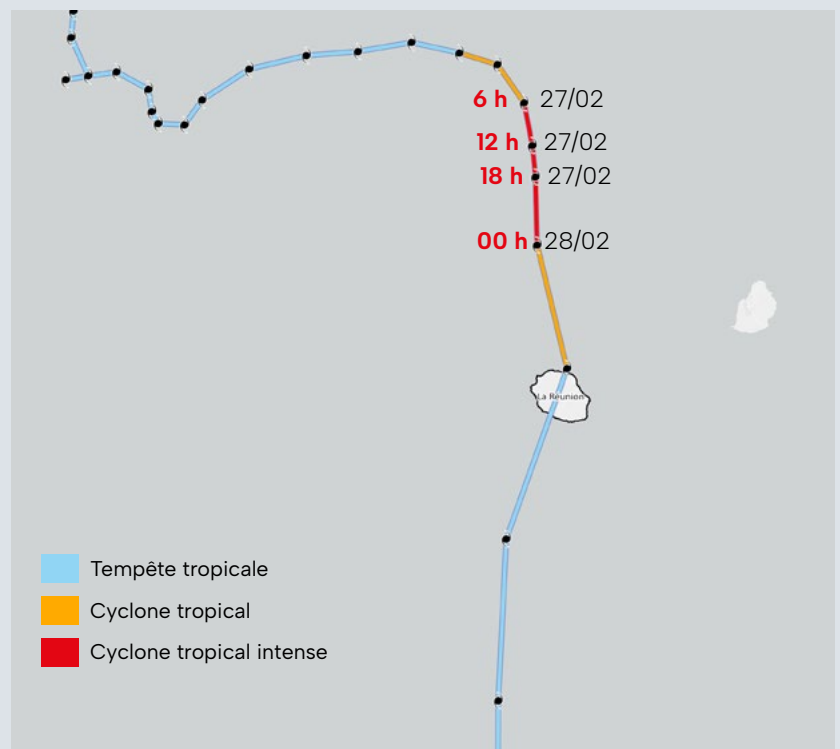 6 h 27/02
12 h 27/02
18 h 27/02
00 h 28/02
La Réunion
Tempête tropicale
Cyclone tropical
Cyclone tropical intense